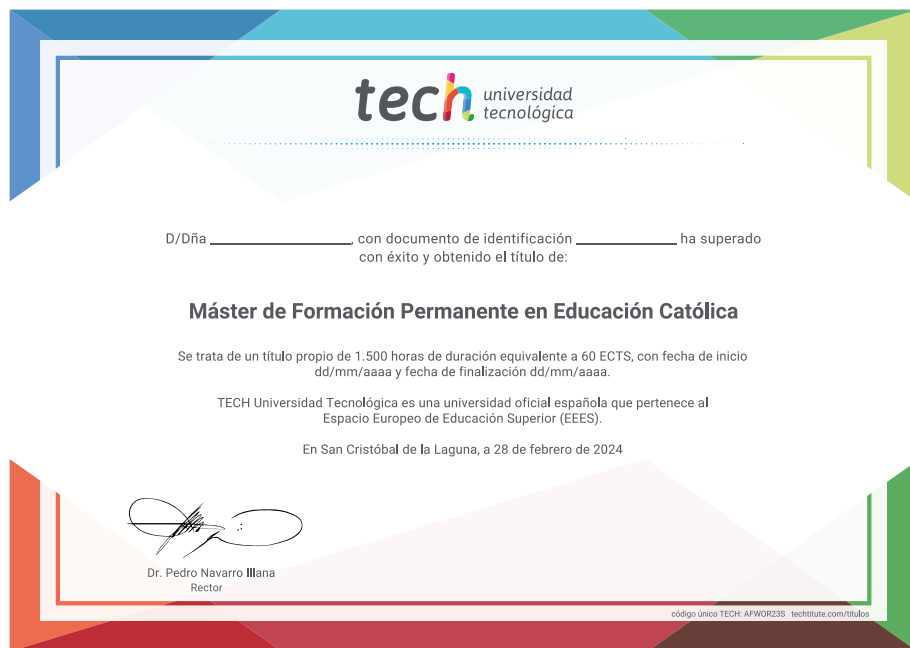 tech universidad
tecnológica
D/Dña ________________, con documento de identificación ____________ ha superado
con éxito y obtenido el título de:
Máster de Formación Permanente en Educación Católica
Se trata de un título propio de 1.500 horas de duración equivalente a 60 ECTS, con fecha de inicio
dd/mm/aaaa y fecha de finalización dd/mm/aaaa.
TECH Universidad Tecnológica es una universidad oficial española que pertenece al
Espacio Europeo de Educación Superior (EEES).
En San Cristóbal de la Laguna, a 28 de febrero de 2024
Dr. Pedro Navarro Illana
Rector
código único TECH: AFWOR23S techtitute.com/titulos